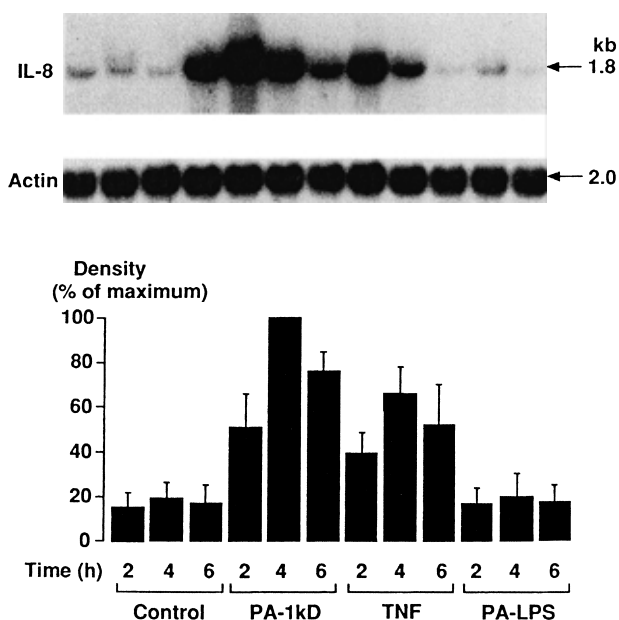 kb
IL-8
1.8
Actin
2.0
Density
(% of maximum)
100
80
60
40
20
0
Time (h) 2 4 6 2 4 6 2 4 6 2 4 6
Control PA-1kD TNF PA-LPS